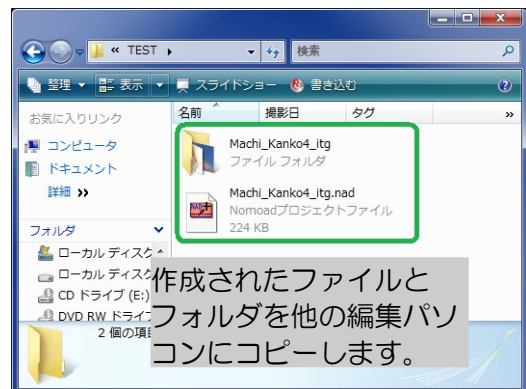 « TEST
検索
整理 表示 スライドショー 書き込む
お気に入りリンク
コンピュータ
ドキュメント
詳細 »
フォルダ
ローカル ディスク
ローカル ディスク
CD ドライブ (E:)
DVD RW ドライブ
名前 撮影日 タグ »
Machi_Kanko4_itg
ファイル フォルダ
Machi_Kanko4_itg.nad
Nomoadプロジェクトファイル
224 KB
作成されたファイルと
フォルダを他の編集パソ
コンにコピーします。
2 個の項目